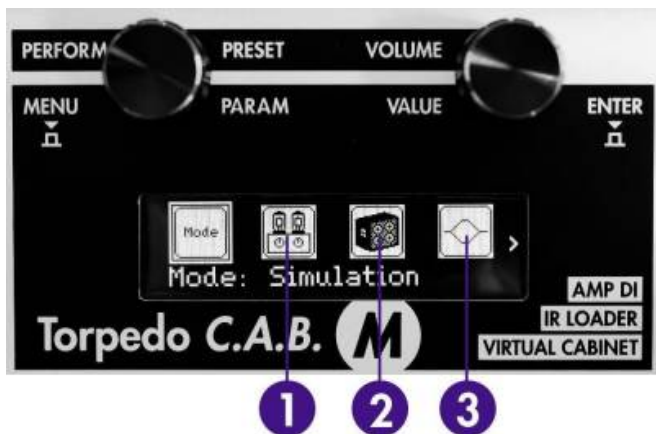 PERFORM PRESET VOLUME
MENU PARAM VALUE ENTER
Mode
Mode: Simulation
AMP DI
Torpedo C.A.B. M
IR LOADER
VIRTUAL CABINET
1 2 3